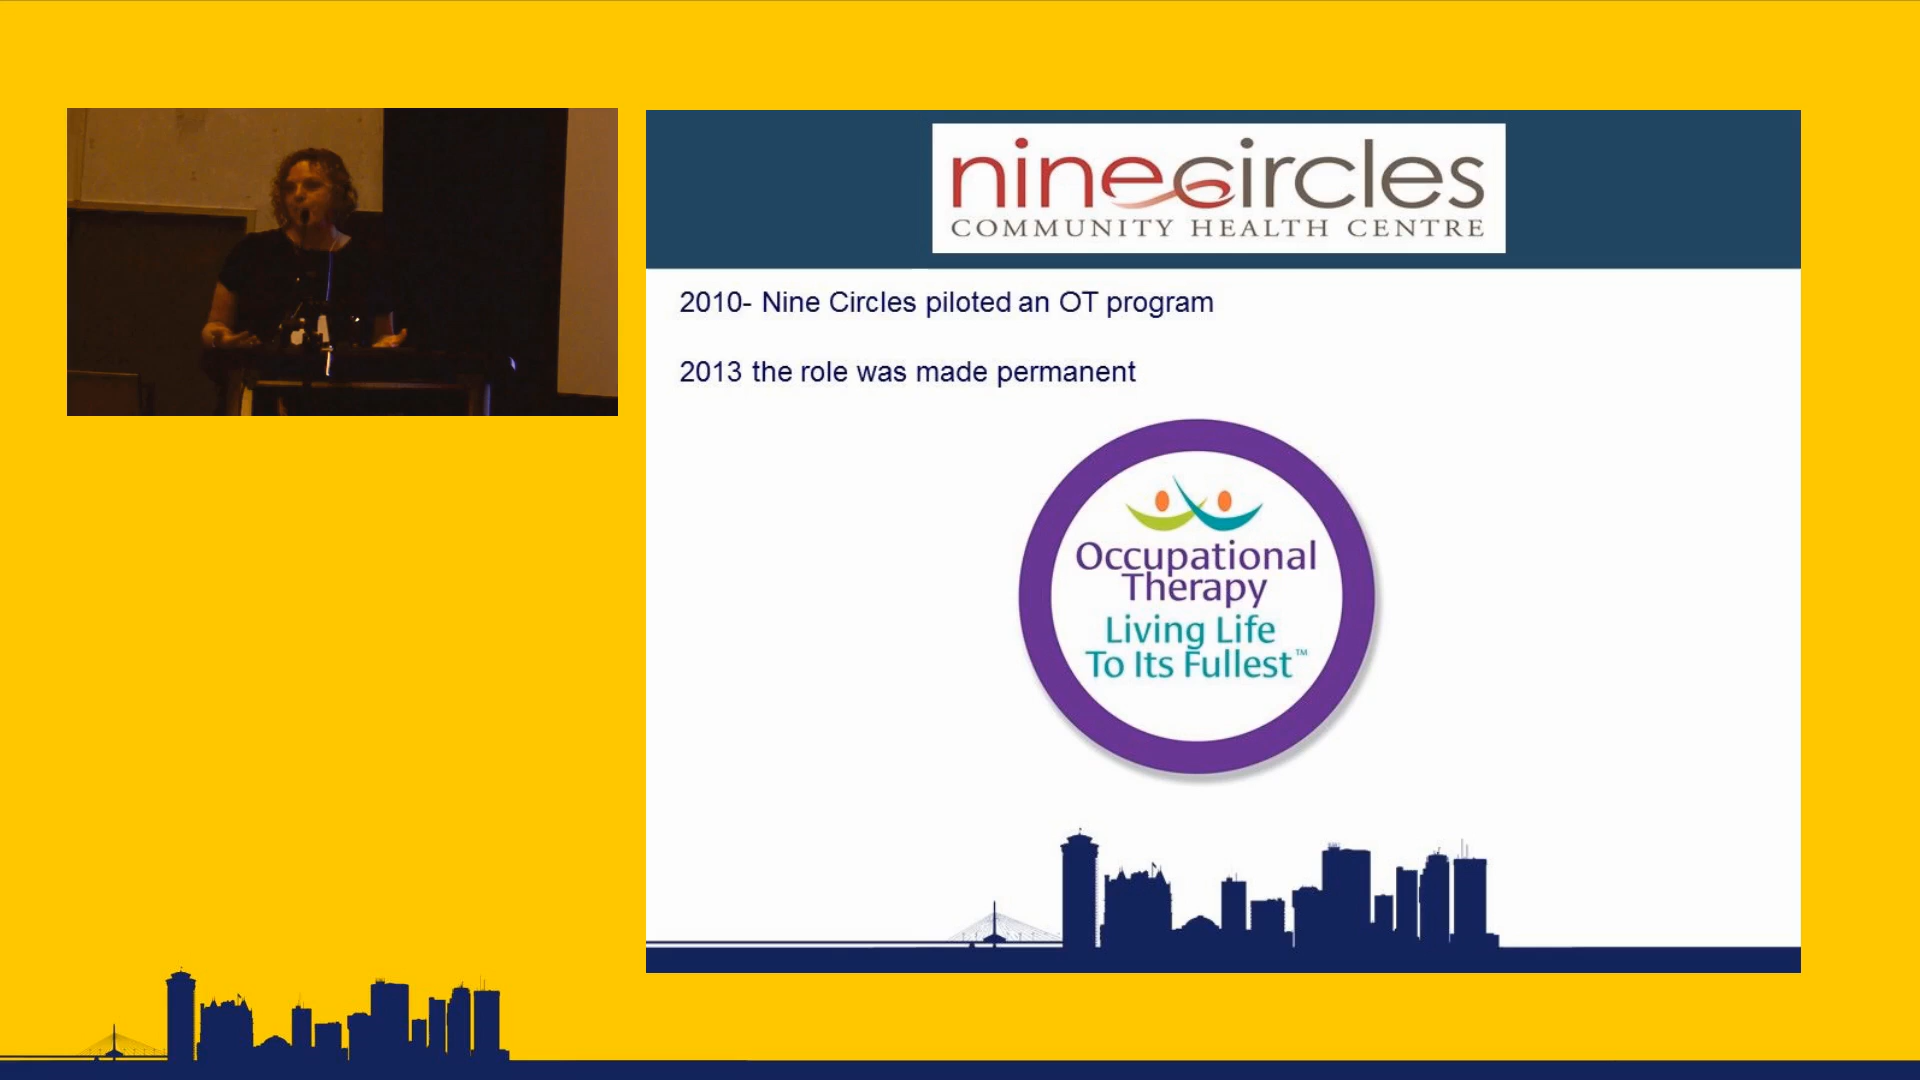 ninecircles
COMMUNITY HEALTH CENTRE
2010- Nine Circles piloted an OT program
2013 the role was made permanent
Occupational
Therapy
Living Life
To Its Fullest™